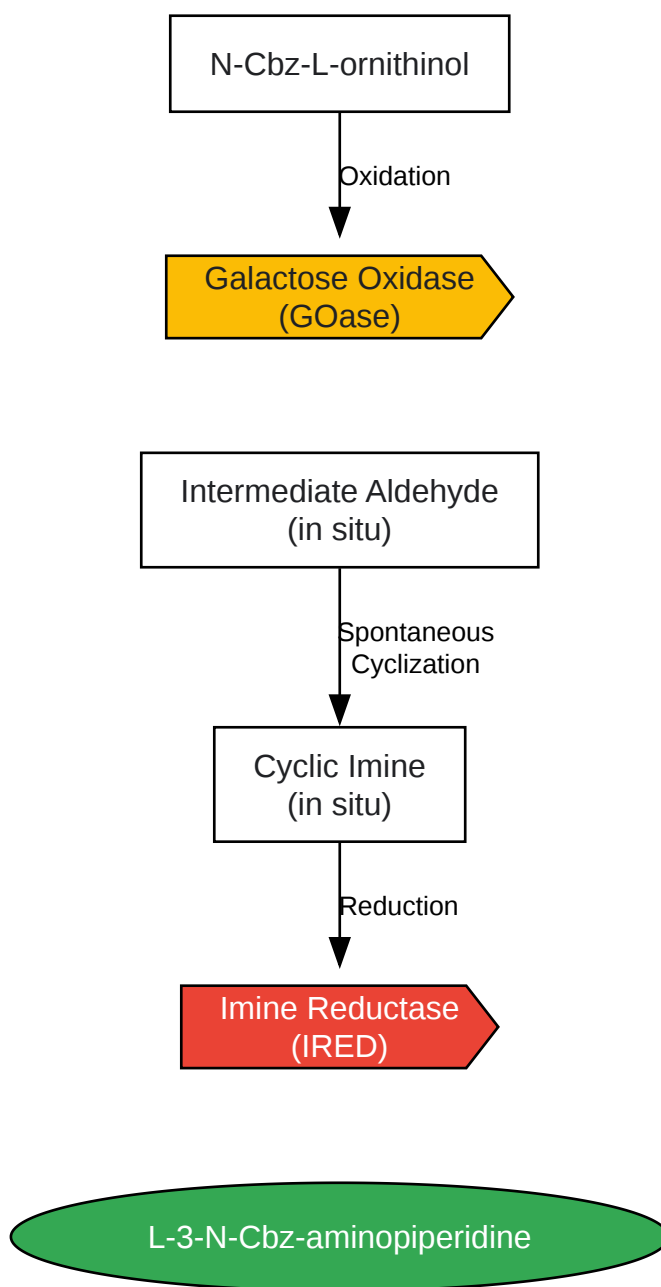 N-Cbz-L-ornithinol
Oxidation
Galactose Oxidase
(GOase)
Intermediate Aldehyde
(in situ)
Spontaneous
Cyclization
Cyclic Imine
(in situ)
Reduction
Imine Reductase
(IRED)
L-3-N-Cbz-aminopiperidine